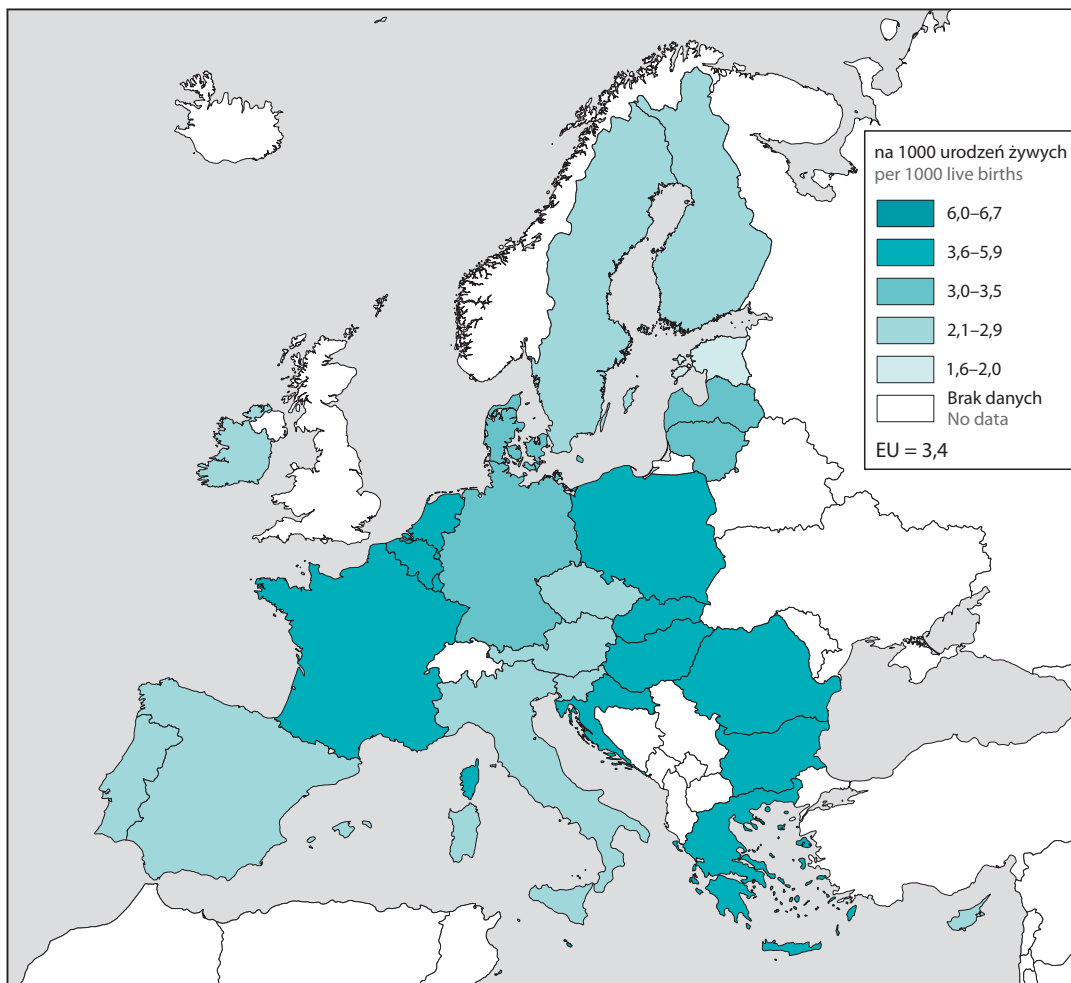 na 1000 urodzeń żywych
per 1000 live births
6,0–6,7
3,6–5,9
3,0–3,5
2,1–2,9
1,6–2,0
Brak danych
No data
EU = 3,4